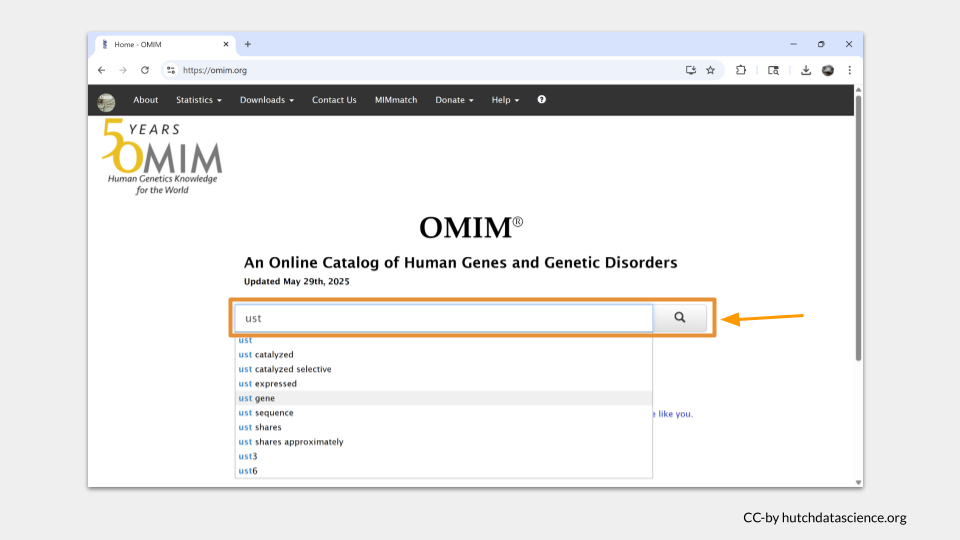 Home - OMIM
https://omim.org
About Statistics Downloads Contact Us MIMmatch Donate Help
50 YEARS
OMIM
Human Genetics Knowledge
for the World
OMIM®
An Online Catalog of Human Genes and Genetic Disorders
Updated May 29th, 2025
ust
ust
ust catalyzed
ust catalyzed selective
ust expressed
ust gene
ust sequence
ust shares
ust shares approximately
ust3
ust6
like you.
CC-by hutchdatascience.org